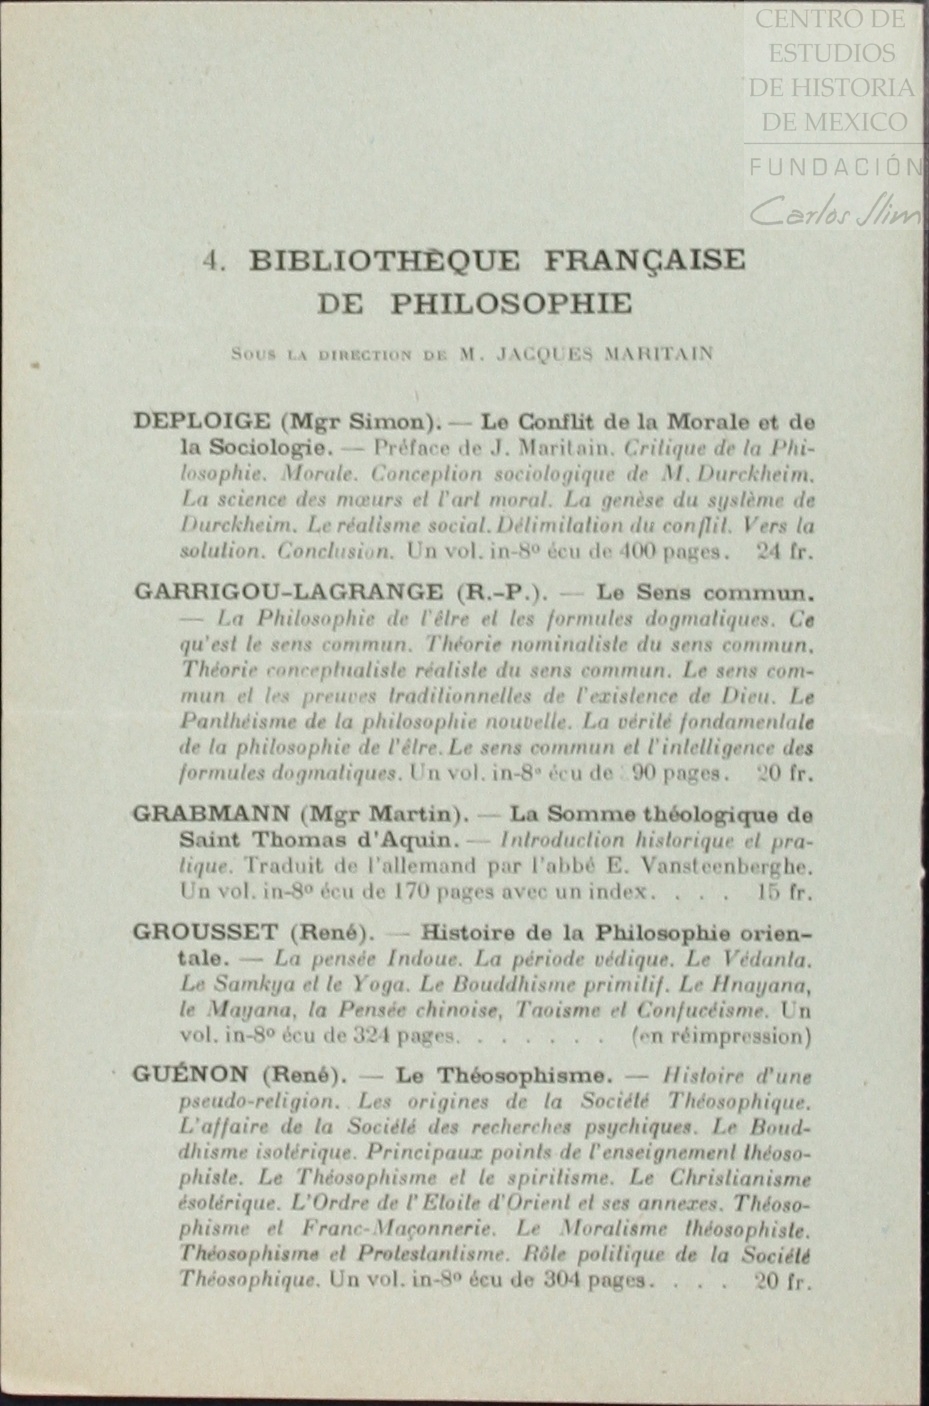 CENTRO DE
ESTUDIOS
DE HISTORIA
DE MEXICO
FUNDACIÓN
Carlos Slim
4. BIBLIOTHÈQUE FRANÇAISE
DE PHILOSOPHIE
SOUS LA DIRECTION DE M. JACQUES MARITAIN
DEPLOIGE (Mgr Simon). — Le Conflit de la Morale et de
la Sociologie. — Préface de J. Maritain. Critique de la Phi-
losophie. Morale. Conception sociologique de M. Durckheim.
La science des mœurs et l'art moral. La genèse du système de
Durckheim. Le réalisme social. Délimitation du conflit. Vers la
solution. Conclusion. Un vol. in-8º écu de 400 pages. 24 fr.
GARRIGOU-LAGRANGE (R.-P.). — Le Sens commun.
— La Philosophie de l'être et les formules dogmatiques. Ce
qu'est le sens commun. Théorie nominaliste du sens commun.
Théorie conceptualiste réaliste du sens commun. Le sens com-
mun et les preuves traditionnelles de l'existence de Dieu. Le
Panthéisme de la philosophie nouvelle. La vérité fondamentale
de la philosophie de l'être. Le sens commun et l'intelligence des
formules dogmatiques. Un vol. in-8º écu de 90 pages. 20 fr.
GRABMANN (Mgr Martin). — La Somme théologique de
Saint Thomas d'Aquin. — Introduction historique et pra-
tique. Traduit de l'allemand par l'abbé E. Vansteenberghe.
Un vol. in-8º écu de 170 pages avec un index. . . . . 15 fr.
GROUSSET (René). — Histoire de la Philosophie orien-
tale. — La pensée Indoue. La période védique. Le Védanta.
Le Samkya et le Yoga. Le Bouddhisme primitif. Le Hnayana,
le Mayana, la Pensée chinoise, Taoisme et Confucéisme. Un
vol. in-8º écu de 324 pages. . . . . . . (en réimpression)
GUÉNON (René). — Le Théosophisme. — Histoire d'une
pseudo-religion. Les origines de la Société Théosophique.
L'affaire de la Société des recherches psychiques. Le Boud-
dhisme isotérique. Principaux points de l'enseignement théoso-
phiste. Le Théosophisme et le spiritisme. Le Christianisme
ésotérique. L'Ordre de l'Etoile d'Orient et ses annexes. Théoso-
phisme et Franc-Maçonnerie. Le Moralisme théosophiste.
Théosophisme et Protestantisme. Rôle politique de la Société
Théosophique. Un vol. in-8º écu de 304 pages. . . . . 20 fr.